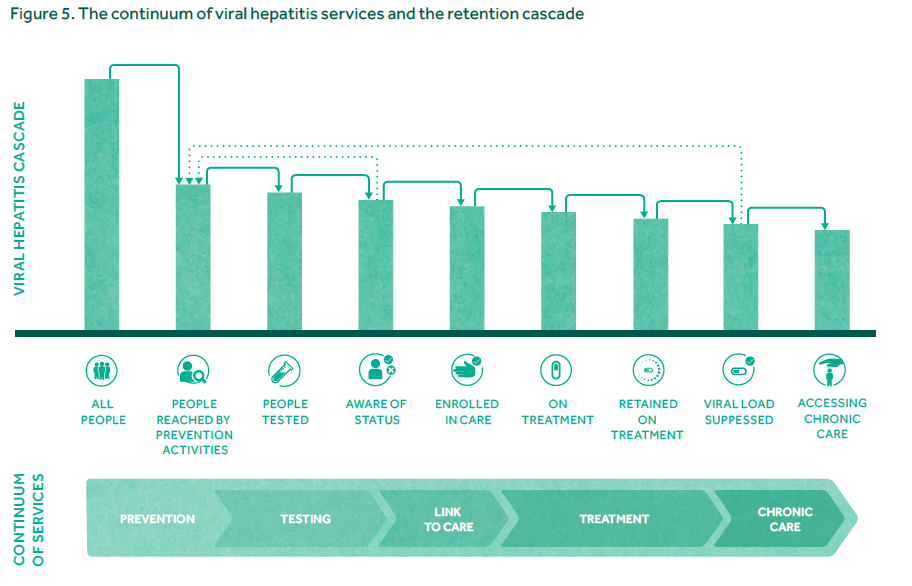 Figure 5. The continuum of viral hepatitis services and the retention cascade
VIRAL HEPATITIS CASCADE
ALL
PEOPLE
PEOPLE
REACHED BY
PREVENTION
ACTIVITIES
PEOPLE
TESTED
AWARE OF
STATUS
ENROLLED
IN CARE
ON
TREATMENT
RETAINED
ON
TREATMENT
VIRAL LOAD
SUPPRESSED
ACCESSING
CHRONIC
CARE
CONTINUUM
OF SERVICES
PREVENTION
TESTING
LINK
TO CARE
TREATMENT
CHRONIC
CARE